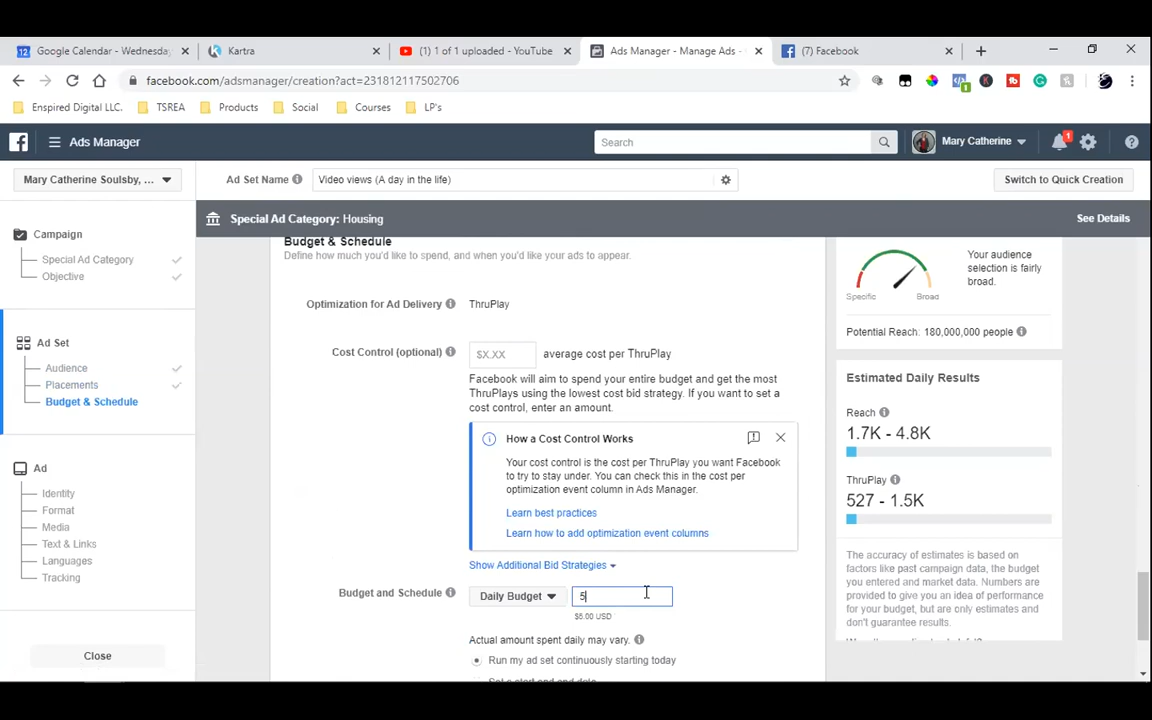 Google Calendar - Wednesday
Kartra
(1) 1 of 1 uploaded - YouTube
Ads Manager - Manage Ads -
(7) Facebook
facebook.com/adsmanager/creation?act=231812117502706
Enspired Digital LLC.
TSREA
Products
Social
Courses
LP's
Ads Manager
Search
Mary Catherine
1
Mary Catherine Soulsby, ...
Ad Set Name
Video views (A day in the life)
Switch to Quick Creation
Special Ad Category: Housing
See Details
Campaign
Special Ad Category
Objective
Ad Set
Audience
Placements
Budget & Schedule
Ad
Identity
Format
Media
Text & Links
Languages
Tracking
Close
Budget & Schedule
Define how much you'd like to spend, and when you'd like your ads to appear.
Optimization for Ad Delivery
ThruPlay
Cost Control (optional)
$X.XX
average cost per ThruPlay
Facebook will aim to spend your entire budget and get the most
ThruPlays using the lowest cost bid strategy. If you want to set a
cost control, enter an amount.
How a Cost Control Works
Your cost control is the cost per ThruPlay you want Facebook
to try to stay under. You can check this in the cost per
optimization event column in Ads Manager.
Learn best practices
Learn how to add optimization event columns
Show Additional Bid Strategies
Budget and Schedule
Daily Budget
5
$5.00 USD
Actual amount spent daily may vary.
Run my ad set continuously starting today
Set a start and end date
Specific
Broad
Your audience
selection is fairly
broad.
Potential Reach: 180,000,000 people
Estimated Daily Results
Reach
1.7K - 4.8K
ThruPlay
527 - 1.5K
The accuracy of estimates is based on
factors like past campaign data, the budget
you entered and market data. Numbers are
provided to give you an idea of performance
for your budget, but are only estimates and
don't guarantee results.